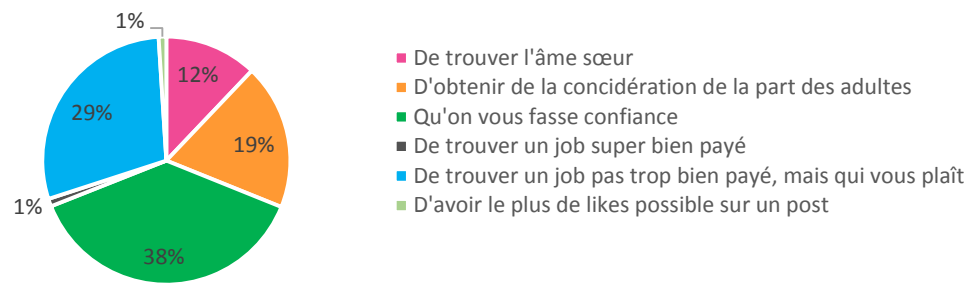 1%
12%
19%
38%
1%
29%
De trouver l'âme sœur
D'obtenir de la concidération de la part des adultes
Qu'on vous fasse confiance
De trouver un job super bien payé
De trouver un job pas trop bien payé, mais qui vous plaît
D'avoir le plus de likes possible sur un post